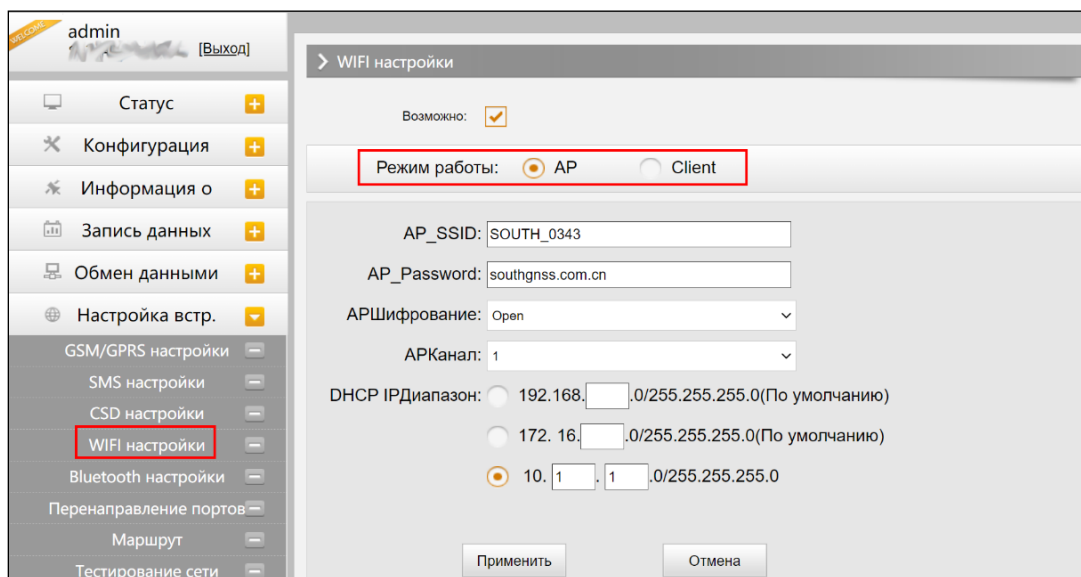 WELCOME
admin
[Выход]
Статус
Конфигурация
Информация о
Запись данных
Обмен данными
Настройка встр.
GSM/GPRS настройки
SMS настройки
CSD настройки
WIFI настройки
Bluetooth настройки
Перенаправление портов
Маршрут
Тестирование сети
WIFI настройки
Возможно:
Режим работы: AP Client
AP_SSID: SOUTH_0343
AP_Password: southgnss.com.cn
APШифрование: Open
APКанал: 1
DHCP IPДиапазон: 192.168. .0/255.255.255.0(По умолчанию)
172. 16. .0/255.255.255.0(По умолчанию)
10. 1 . 1 .0/255.255.255.0
Применить Отмена